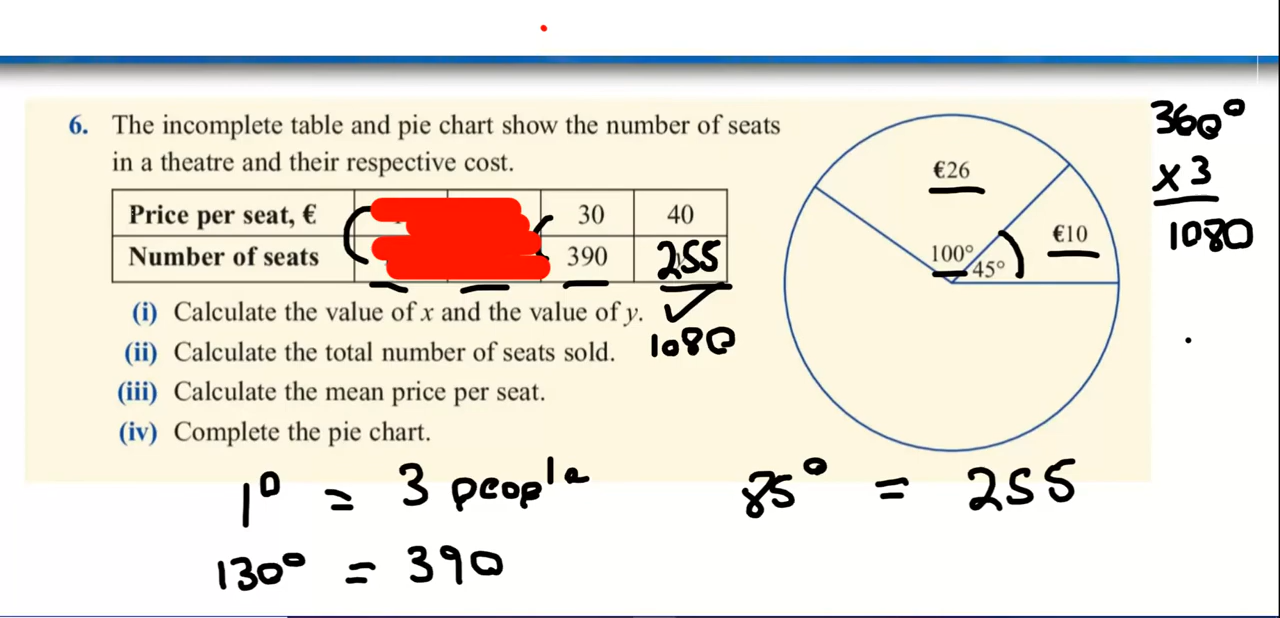 6. The incomplete table and pie chart show the number of seats
in a theatre and their respective cost.
Price per seat, € 30 40
Number of seats 390 255
(i) Calculate the value of x and the value of y.
(ii) Calculate the total number of seats sold.
1080
(iii) Calculate the mean price per seat.
(iv) Complete the pie chart.
€26
€10
100°
45°
360°
x 3
1080
1° = 3 people
130° = 390
85° = 255